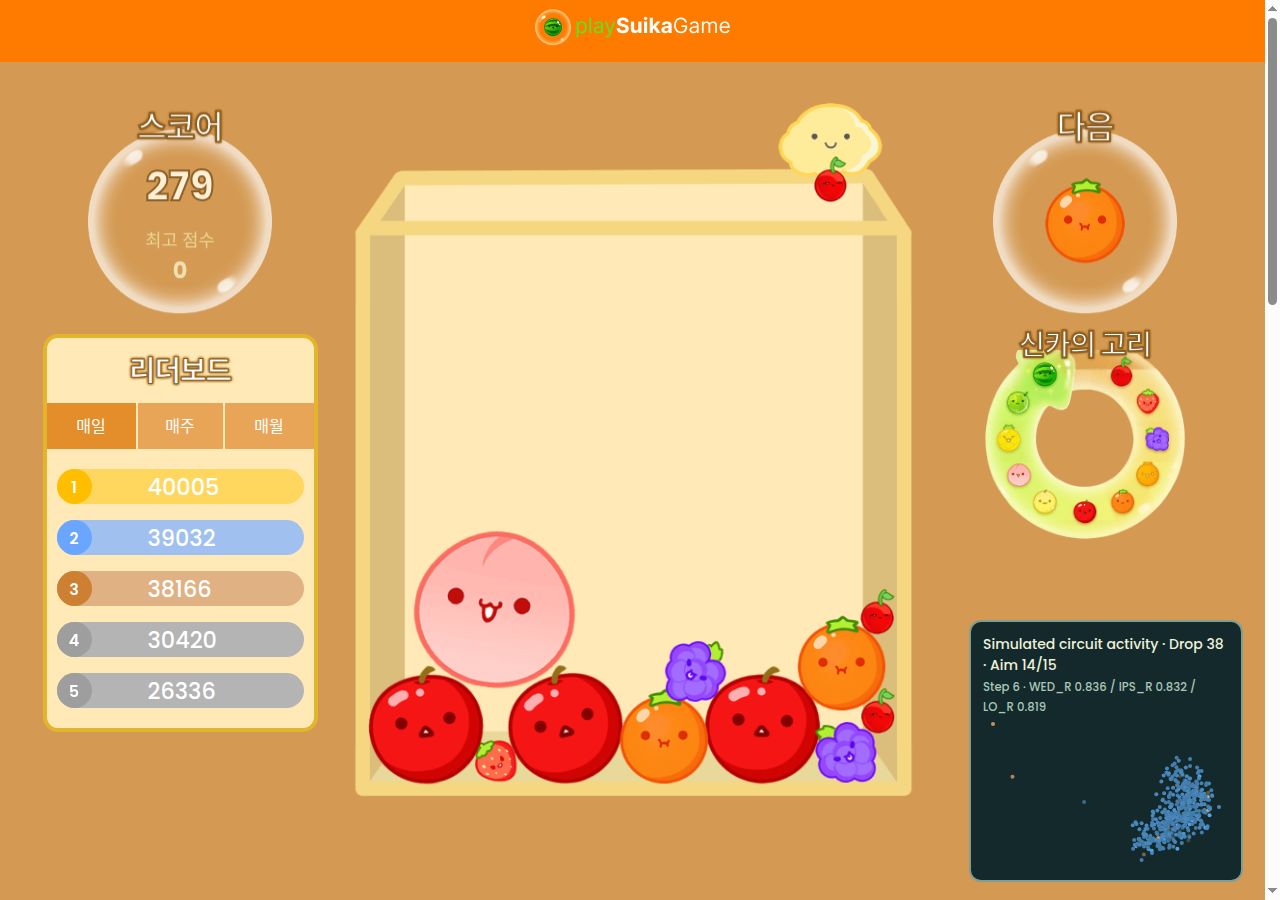 playSuikaGame
스코어
279
최고 점수
0
리더보드
매일 매주 매월
1 40005
2 39032
3 38166
4 30420
5 26336
다음
신카의 고리
Simulated circuit activity · Drop 38
· Aim 14/15
Step 6 · WED_R 0.836 / IPS_R 0.832 /
LO_R 0.819